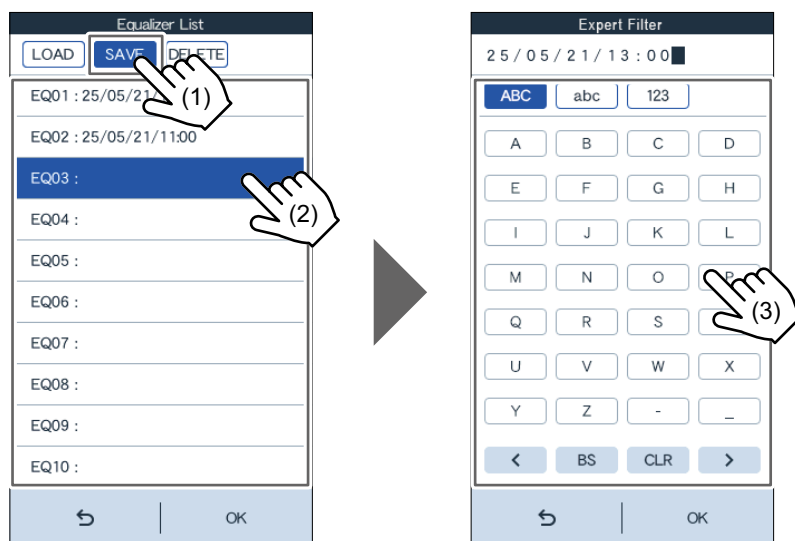 Equalizer List
LOAD SAVE DELETE
(1)
EQ01 : 25/05/21/
EQ02 : 25/05/21/11:00
EQ03 :
(2)
EQ04 :
EQ05 :
EQ06 :
EQ07 :
EQ08 :
EQ09 :
EQ10 :
OK
Expert Filter
25/05/21/13:00
ABC abc 123
A B C D
E F G H
I J K L
M N O P
(3)
Q R S
U V W X
Y Z - _
< BS CLR >
OK